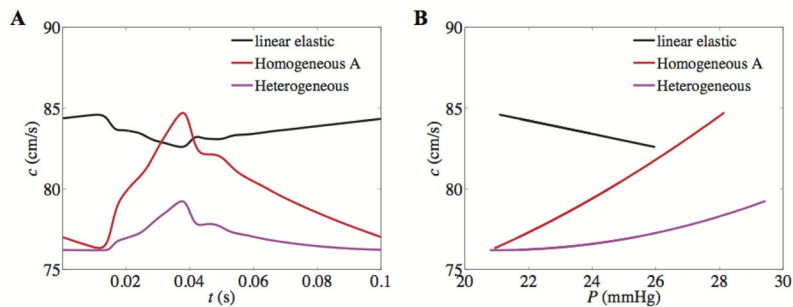 A
90
85
80
75
c (cm/s)
linear elastic
Homogeneous A
Heterogeneous
0.02
0.04
0.06
0.08
0.1
t (s)
B
90
85
80
75
c (cm/s)
linear elastic
Homogeneous A
Heterogeneous
20
22
24
26
28
30
P (mmHg)